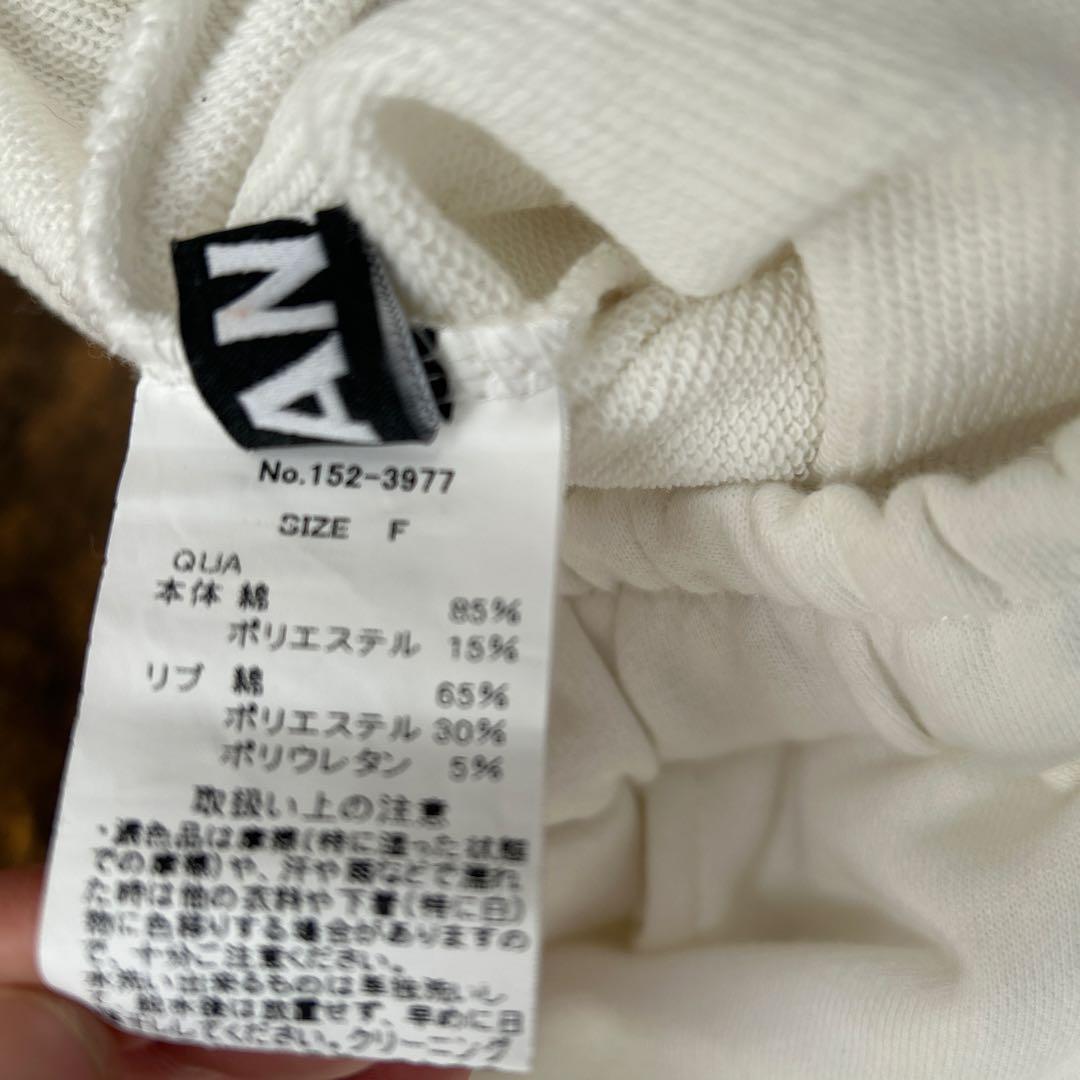 AN
No.152-3977
SIZE F
QUA
本体 綿 85%
ポリエステル 15%
リブ 綿 65%
ポリエステル 30%
ポリウレタン 5%
取扱い上の注意
・濃色品は摩擦(特に湿った状態
での摩擦)や、汗や雨などで濡れ
た時は他の衣料や下着(特に白)
物に色移りする場合がありますの
で、十分ご注意ください。
水洗い出来るものは単独洗いし
て、脱水後は放置せず、早めに日
してください。クリーニング